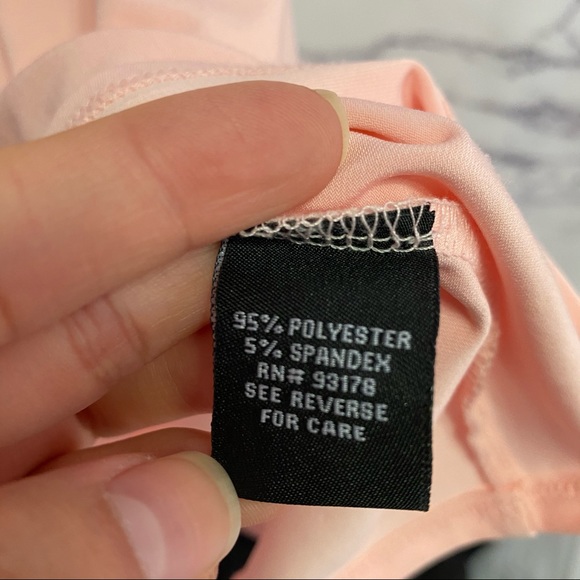 95% POLYESTER
5% SPANDEX
RN# 93178
SEE REVERSE
FOR CARE